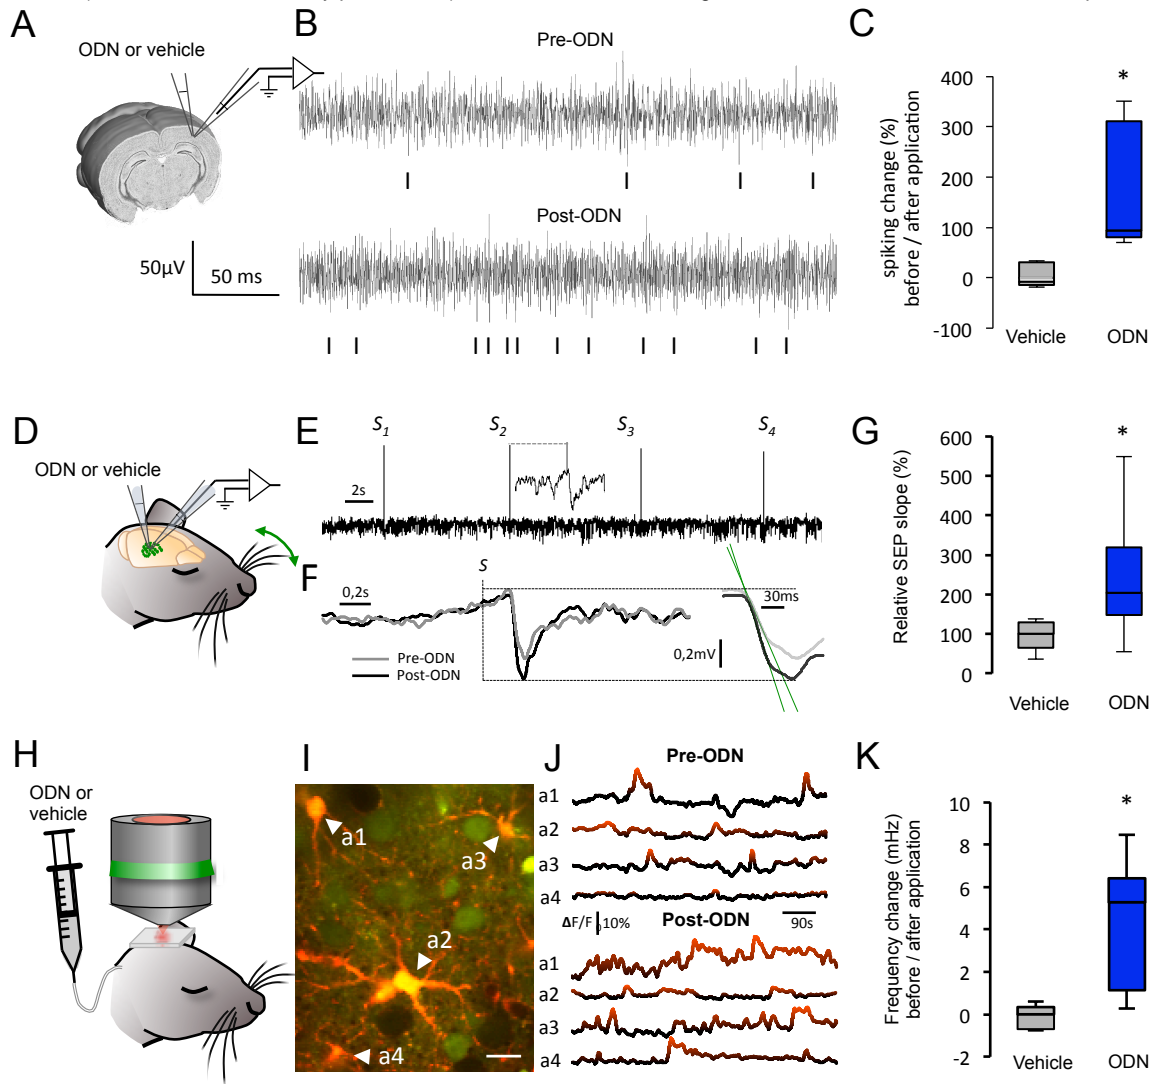 A
ODN or vehicle
50µV
50 ms
B
Pre-ODN
Post-ODN
C
spiking change (%)
before / after application
400
300
200
100
0
-100
Vehicle
ODN
*
D
ODN or vehicle
E
S1
S2
S3
S4
2s
F
S
0,2s
30ms
0,2mV
Pre-ODN
Post-ODN
G
Relative SEP slope (%)
600
500
400
300
200
100
0
Vehicle
ODN
*
H
ODN or
vehicle
I
a1
a3
a2
a4
J
Pre-ODN
a1
a2
a3
a4
ΔF/F
10%
Post-ODN
90s
a1
a2
a3
a4
K
Frequency change (mHz)
before / after application
10
8
6
4
2
0
-2
Vehicle
ODN
*